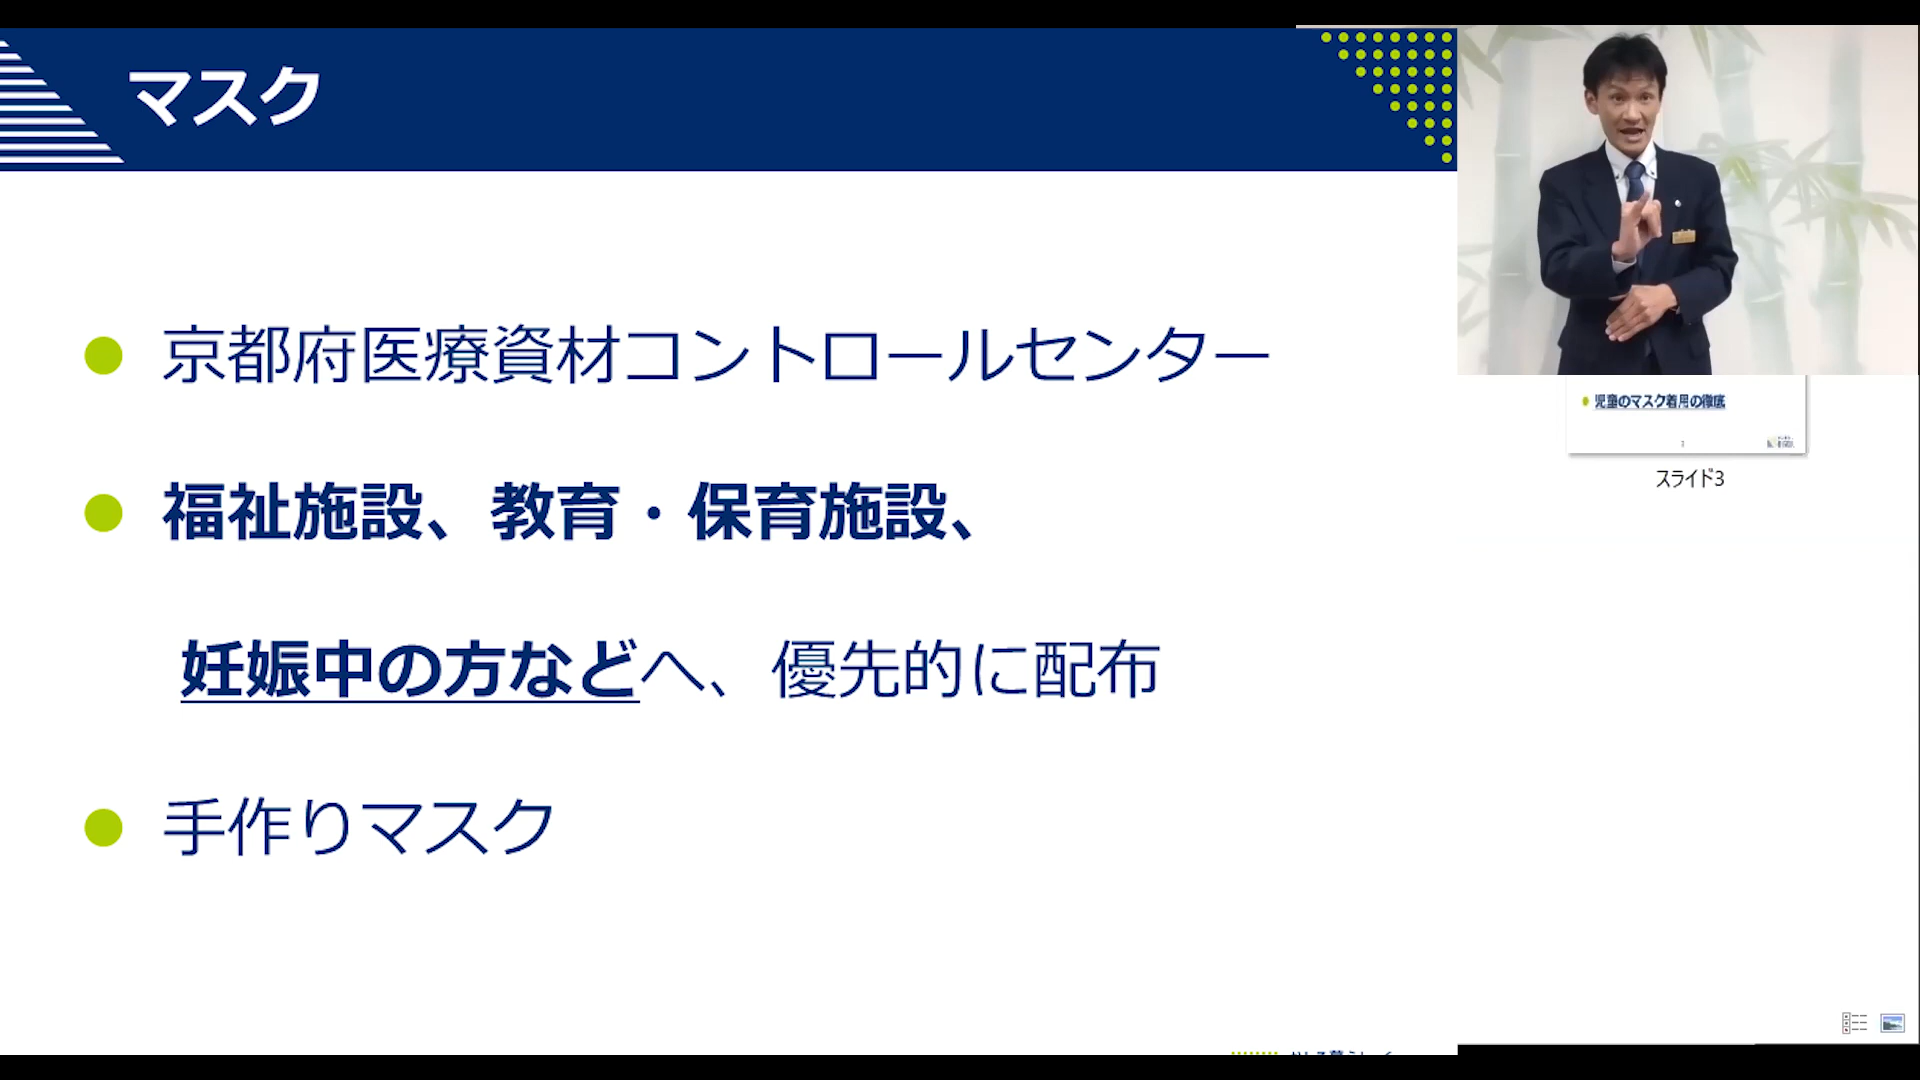 マスク
京都府医療資材コントロールセンター
福祉施設、教育・保育施設、
妊娠中の方などへ、優先的に配布
手作りマスク
児童のマスク着用の徹底
スライド3